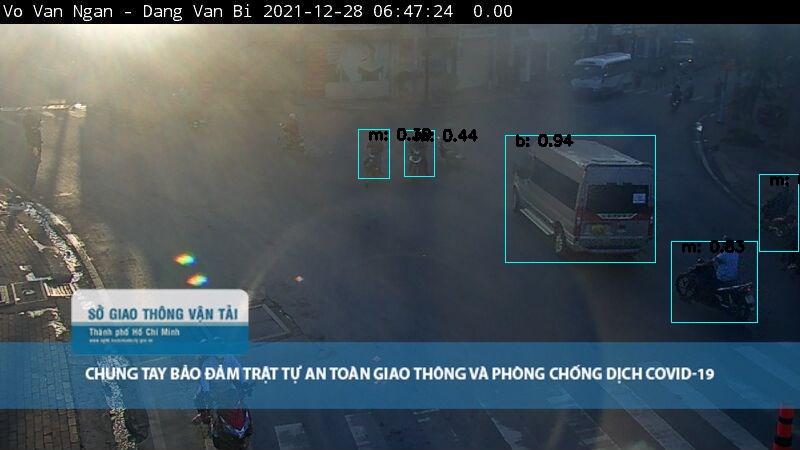 Vo Van Ngan - Dang Van Bi 2021-12-28 06:47:24 0.00
m: 0.39
m: 0.44
b: 0.94
m:
m: 0.83
SỞ GIAO THÔNG VẬN TẢI
Thành phố Hồ Chí Minh
CHUNG TAY BẢO ĐẢM TRẬT TỰ AN TOÀN GIAO THÔNG VÀ PHÒNG CHỐNG DỊCH COVID-19